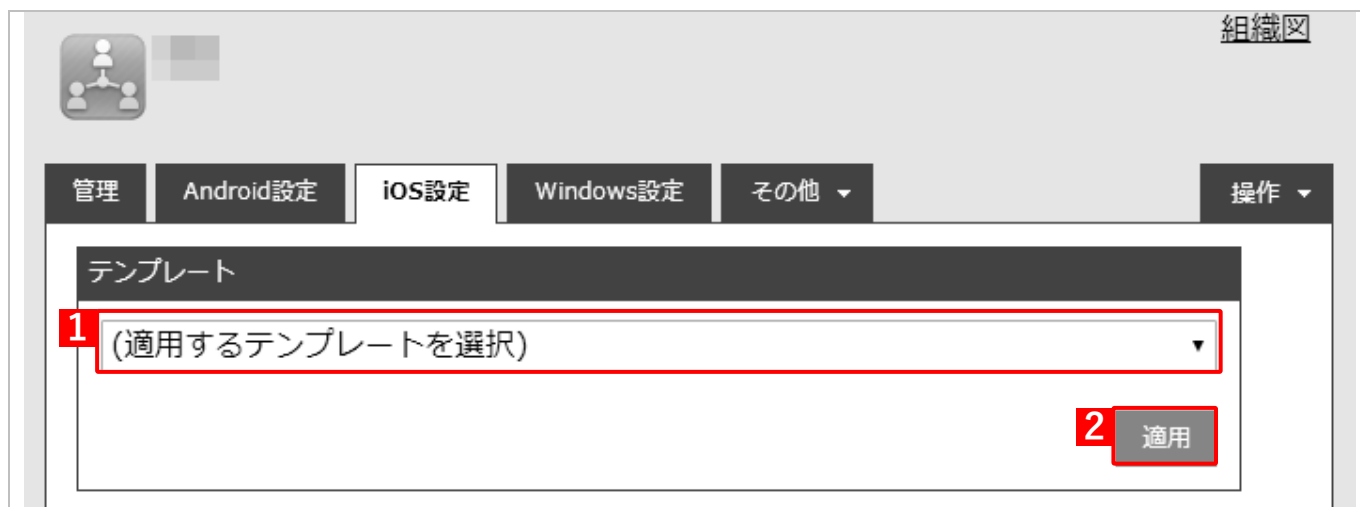 組織図
管理 Android設定 iOS設定 Windows設定 その他 操作
テンプレート
1 (適用するテンプレートを選択)
2 適用